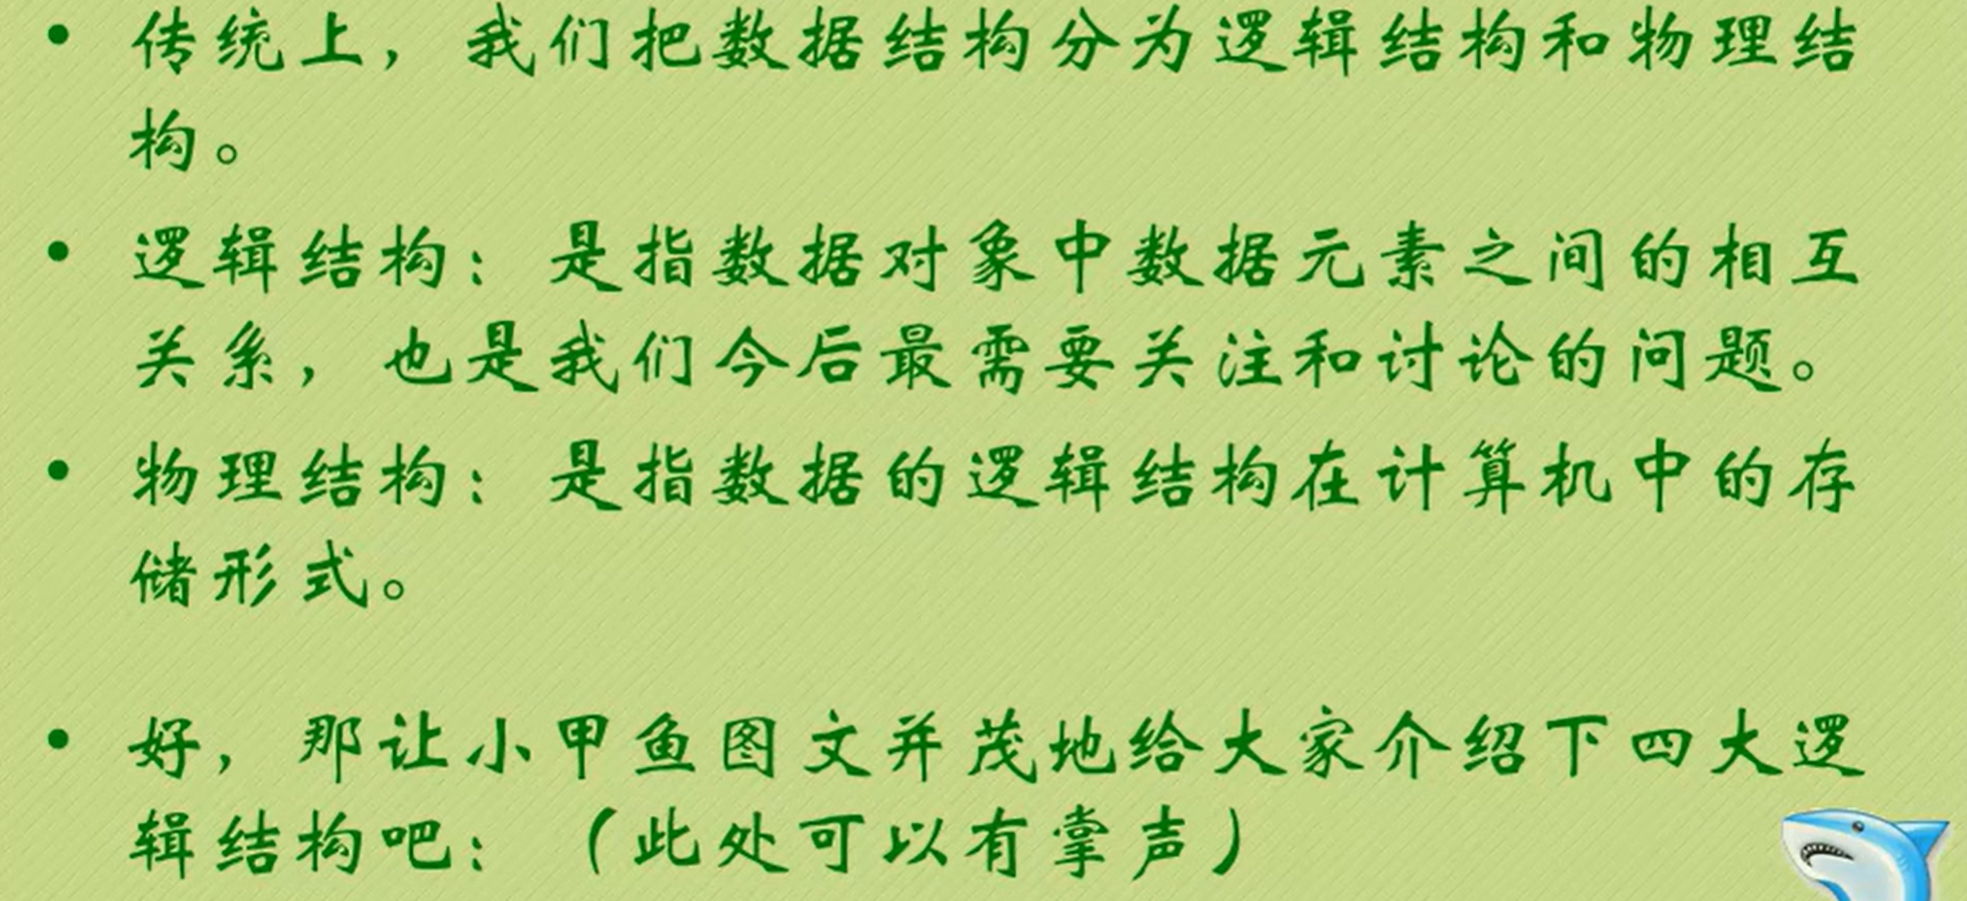 • 传统上，我们把数据结构分为逻辑结构和物理结
构。
• 逻辑结构：是指数据对象中数据元素之间的相互
关系，也是我们今后最需要关注和讨论的问题。
• 物理结构：是指数据的逻辑结构在计算机中的存
储形式。
• 好，那让小甲鱼图文并茂地给大家介绍下四大逻
辑结构吧：（此处可以有掌声）